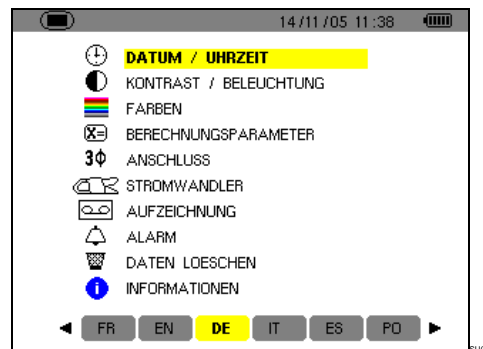 14/11/05 11:38
DATUM / UHRZEIT
KONTRAST / BELEUCHTUNG
FARBEN
X= BERECHNUNGSPARAMETER
3Φ ANSCHLUSS
STROMWANDLER
AUFZEICHNUNG
ALARM
DATEN LOESCHEN
i INFORMATIONEN
FR EN DE IT ES PO